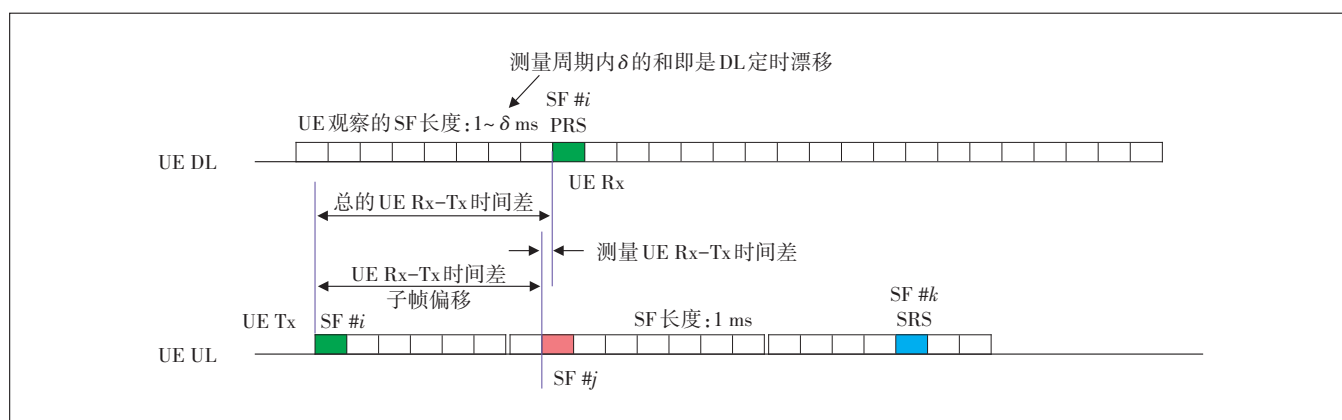 测量周期内δ的和即是DL定时漂移
SF #i
UE观察的SF长度:1~δ ms
PRS
UE DL
UE Rx
总的UE Rx-Tx时间差
测量UE Rx-Tx时间差
UE Rx-Tx时间差
子帧偏移
SF #k
UE Tx
SF #i
SF长度:1 ms
SRS
UE UL
SF #j